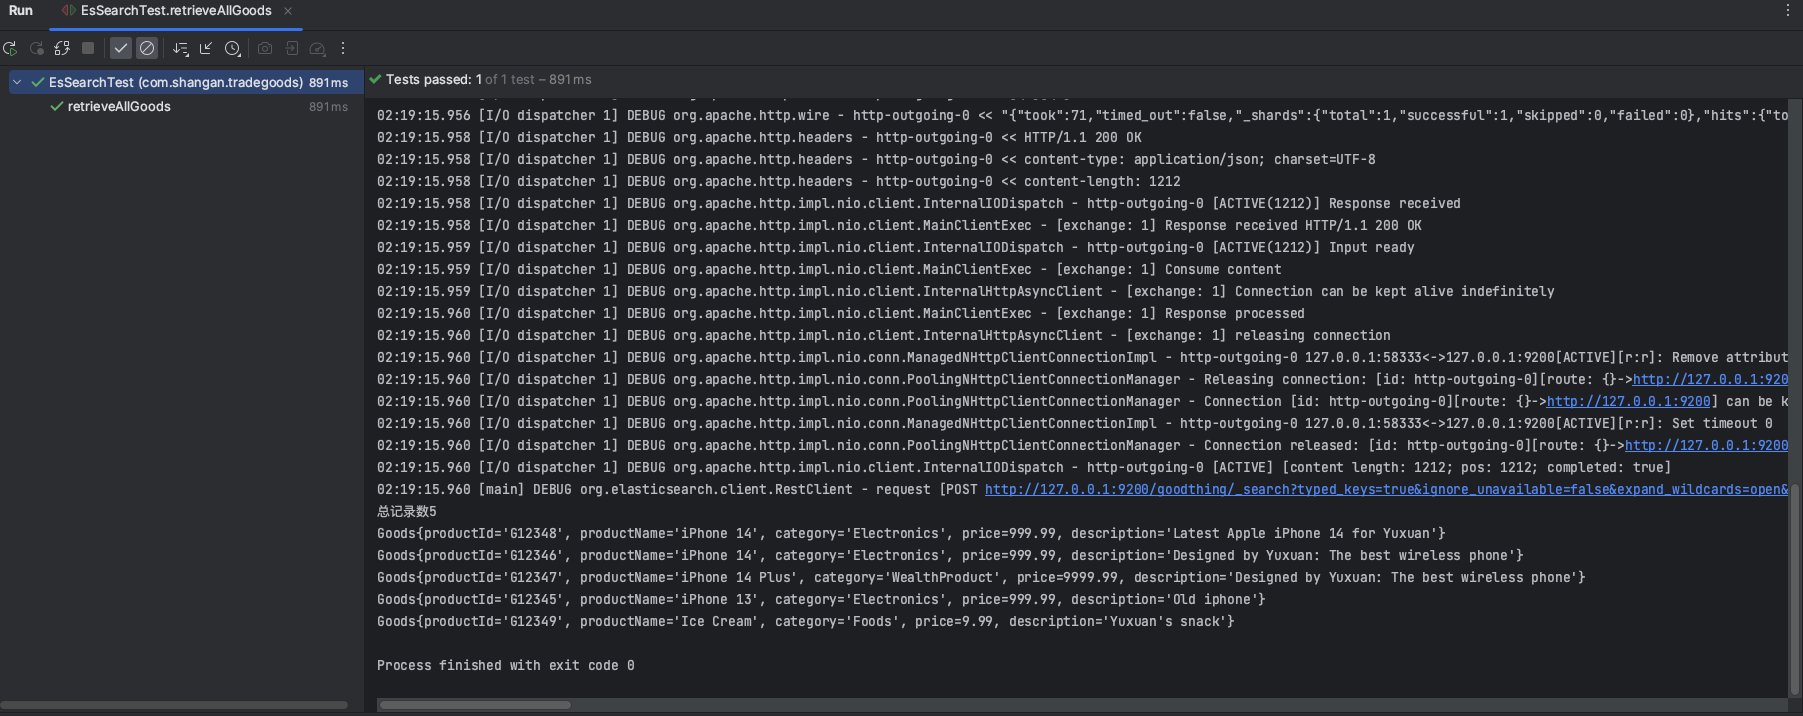 Run
EsSearchTest.retrieveAllGoods
EsSearchTest (com.shangan.tradegoods) 891 ms
retrieveAllGoods 891 ms
Tests passed: 1 of 1 test – 891 ms
02:19:15.956 [I/O dispatcher 1] DEBUG org.apache.http.wire - http-outgoing-0 << "{"took":71,"timed_out":false,"_shards":{"total":1,"successful":1,"skipped":0,"failed":0},"hits":{"to
02:19:15.958 [I/O dispatcher 1] DEBUG org.apache.http.headers - http-outgoing-0 << HTTP/1.1 200 OK
02:19:15.958 [I/O dispatcher 1] DEBUG org.apache.http.headers - http-outgoing-0 << content-type: application/json; charset=UTF-8
02:19:15.958 [I/O dispatcher 1] DEBUG org.apache.http.headers - http-outgoing-0 << content-length: 1212
02:19:15.958 [I/O dispatcher 1] DEBUG org.apache.http.impl.nio.client.InternalIODispatch - http-outgoing-0 [ACTIVE(1212)] Response received
02:19:15.958 [I/O dispatcher 1] DEBUG org.apache.http.impl.nio.client.MainClientExec - [exchange: 1] Response received HTTP/1.1 200 OK
02:19:15.959 [I/O dispatcher 1] DEBUG org.apache.http.impl.nio.client.InternalIODispatch - http-outgoing-0 [ACTIVE(1212)] Input ready
02:19:15.959 [I/O dispatcher 1] DEBUG org.apache.http.impl.nio.client.MainClientExec - [exchange: 1] Consume content
02:19:15.959 [I/O dispatcher 1] DEBUG org.apache.http.impl.nio.client.InternalHttpAsyncClient - [exchange: 1] Connection can be kept alive indefinitely
02:19:15.960 [I/O dispatcher 1] DEBUG org.apache.http.impl.nio.client.MainClientExec - [exchange: 1] Response processed
02:19:15.960 [I/O dispatcher 1] DEBUG org.apache.http.impl.nio.client.InternalHttpAsyncClient - [exchange: 1] releasing connection
02:19:15.960 [I/O dispatcher 1] DEBUG org.apache.http.impl.nio.conn.ManagedNHttpClientConnectionImpl - http-outgoing-0 127.0.0.1:58333<->127.0.0.1:9200[ACTIVE][r:r]: Remove attribut
02:19:15.960 [I/O dispatcher 1] DEBUG org.apache.http.impl.nio.conn.PoolingNHttpClientConnectionManager - Releasing connection: [id: http-outgoing-0][route: {}->http://127.0.0.1:920
02:19:15.960 [I/O dispatcher 1] DEBUG org.apache.http.impl.nio.conn.PoolingNHttpClientConnectionManager - Connection [id: http-outgoing-0][route: {}->http://127.0.0.1:9200] can be k
02:19:15.960 [I/O dispatcher 1] DEBUG org.apache.http.impl.nio.conn.ManagedNHttpClientConnectionImpl - http-outgoing-0 127.0.0.1:58333<->127.0.0.1:9200[ACTIVE][r:r]: Set timeout 0
02:19:15.960 [I/O dispatcher 1] DEBUG org.apache.http.impl.nio.conn.PoolingNHttpClientConnectionManager - Connection released: [id: http-outgoing-0][route: {}->http://127.0.0.1:9200
02:19:15.960 [I/O dispatcher 1] DEBUG org.apache.http.impl.nio.client.InternalIODispatch - http-outgoing-0 [ACTIVE] [content length: 1212; pos: 1212; completed: true]
02:19:15.960 [main] DEBUG org.elasticsearch.client.RestClient - request [POST http://127.0.0.1:9200/goodthing/_search?typed_keys=true&ignore_unavailable=false&expand_wildcards=open&
总记录数5
Goods{productId='G12348', productName='iPhone 14', category='Electronics', price=999.99, description='Latest Apple iPhone 14 for Yuxuan'}
Goods{productId='G12346', productName='iPhone 14', category='Electronics', price=999.99, description='Designed by Yuxuan: The best wireless phone'}
Goods{productId='G12347', productName='iPhone 14 Plus', category='WealthProduct', price=9999.99, description='Designed by Yuxuan: The best wireless phone'}
Goods{productId='G12345', productName='iPhone 13', category='Electronics', price=999.99, description='Old iphone'}
Goods{productId='G12349', productName='Ice Cream', category='Foods', price=9.99, description='Yuxuan's snack'}
Process finished with exit code 0